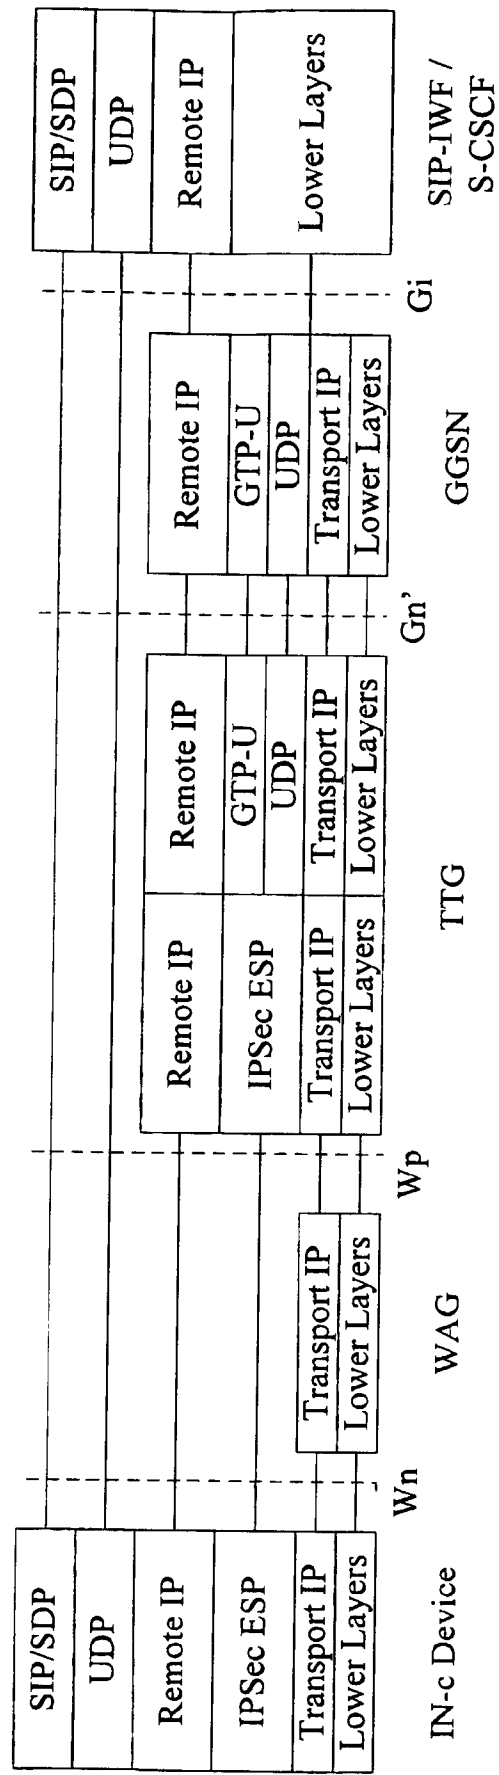 SIP/SDP
UDP
Remote IP
IPSec ESP
Transport IP
Lower Layers
IN-c Device
Wn
Transport IP
Lower Layers
WAG
Wp
Remote IP
IPSec ESP
Transport IP
Lower Layers
Remote IP
GTP-U
UDP
Transport IP
Lower Layers
TTG
Gn'
Remote IP
GTP-U
UDP
Transport IP
Lower Layers
GGSN
Gi
SIP/SDP
UDP
Remote IP
Lower Layers
SIP-IWF /
S-CSCF